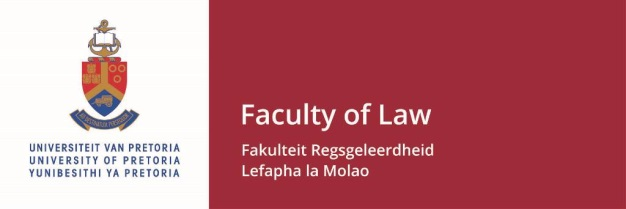 UNIVERSITEIT VAN PRETORIA
UNIVERSITY OF PRETORIA
YUNIBESITHI YA PRETORIA
Faculty of Law
Fakulteit Regsgeleerdheid
Lefapha la Molao